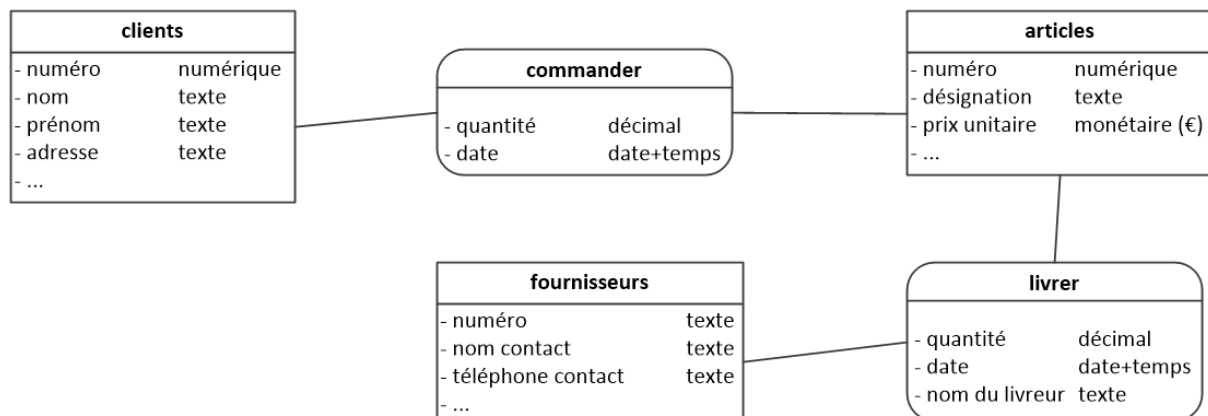 clients
- numéro numérique
- nom texte
- prénom texte
- adresse texte
- ...
commander
- quantité décimal
- date date+temps
articles
- numéro numérique
- désignation texte
- prix unitaire monétaire (€)
- ...
fournisseurs
- numéro texte
- nom contact texte
- téléphone contact texte
- ...
livrer
- quantité décimal
- date date+temps
- nom du livreur texte